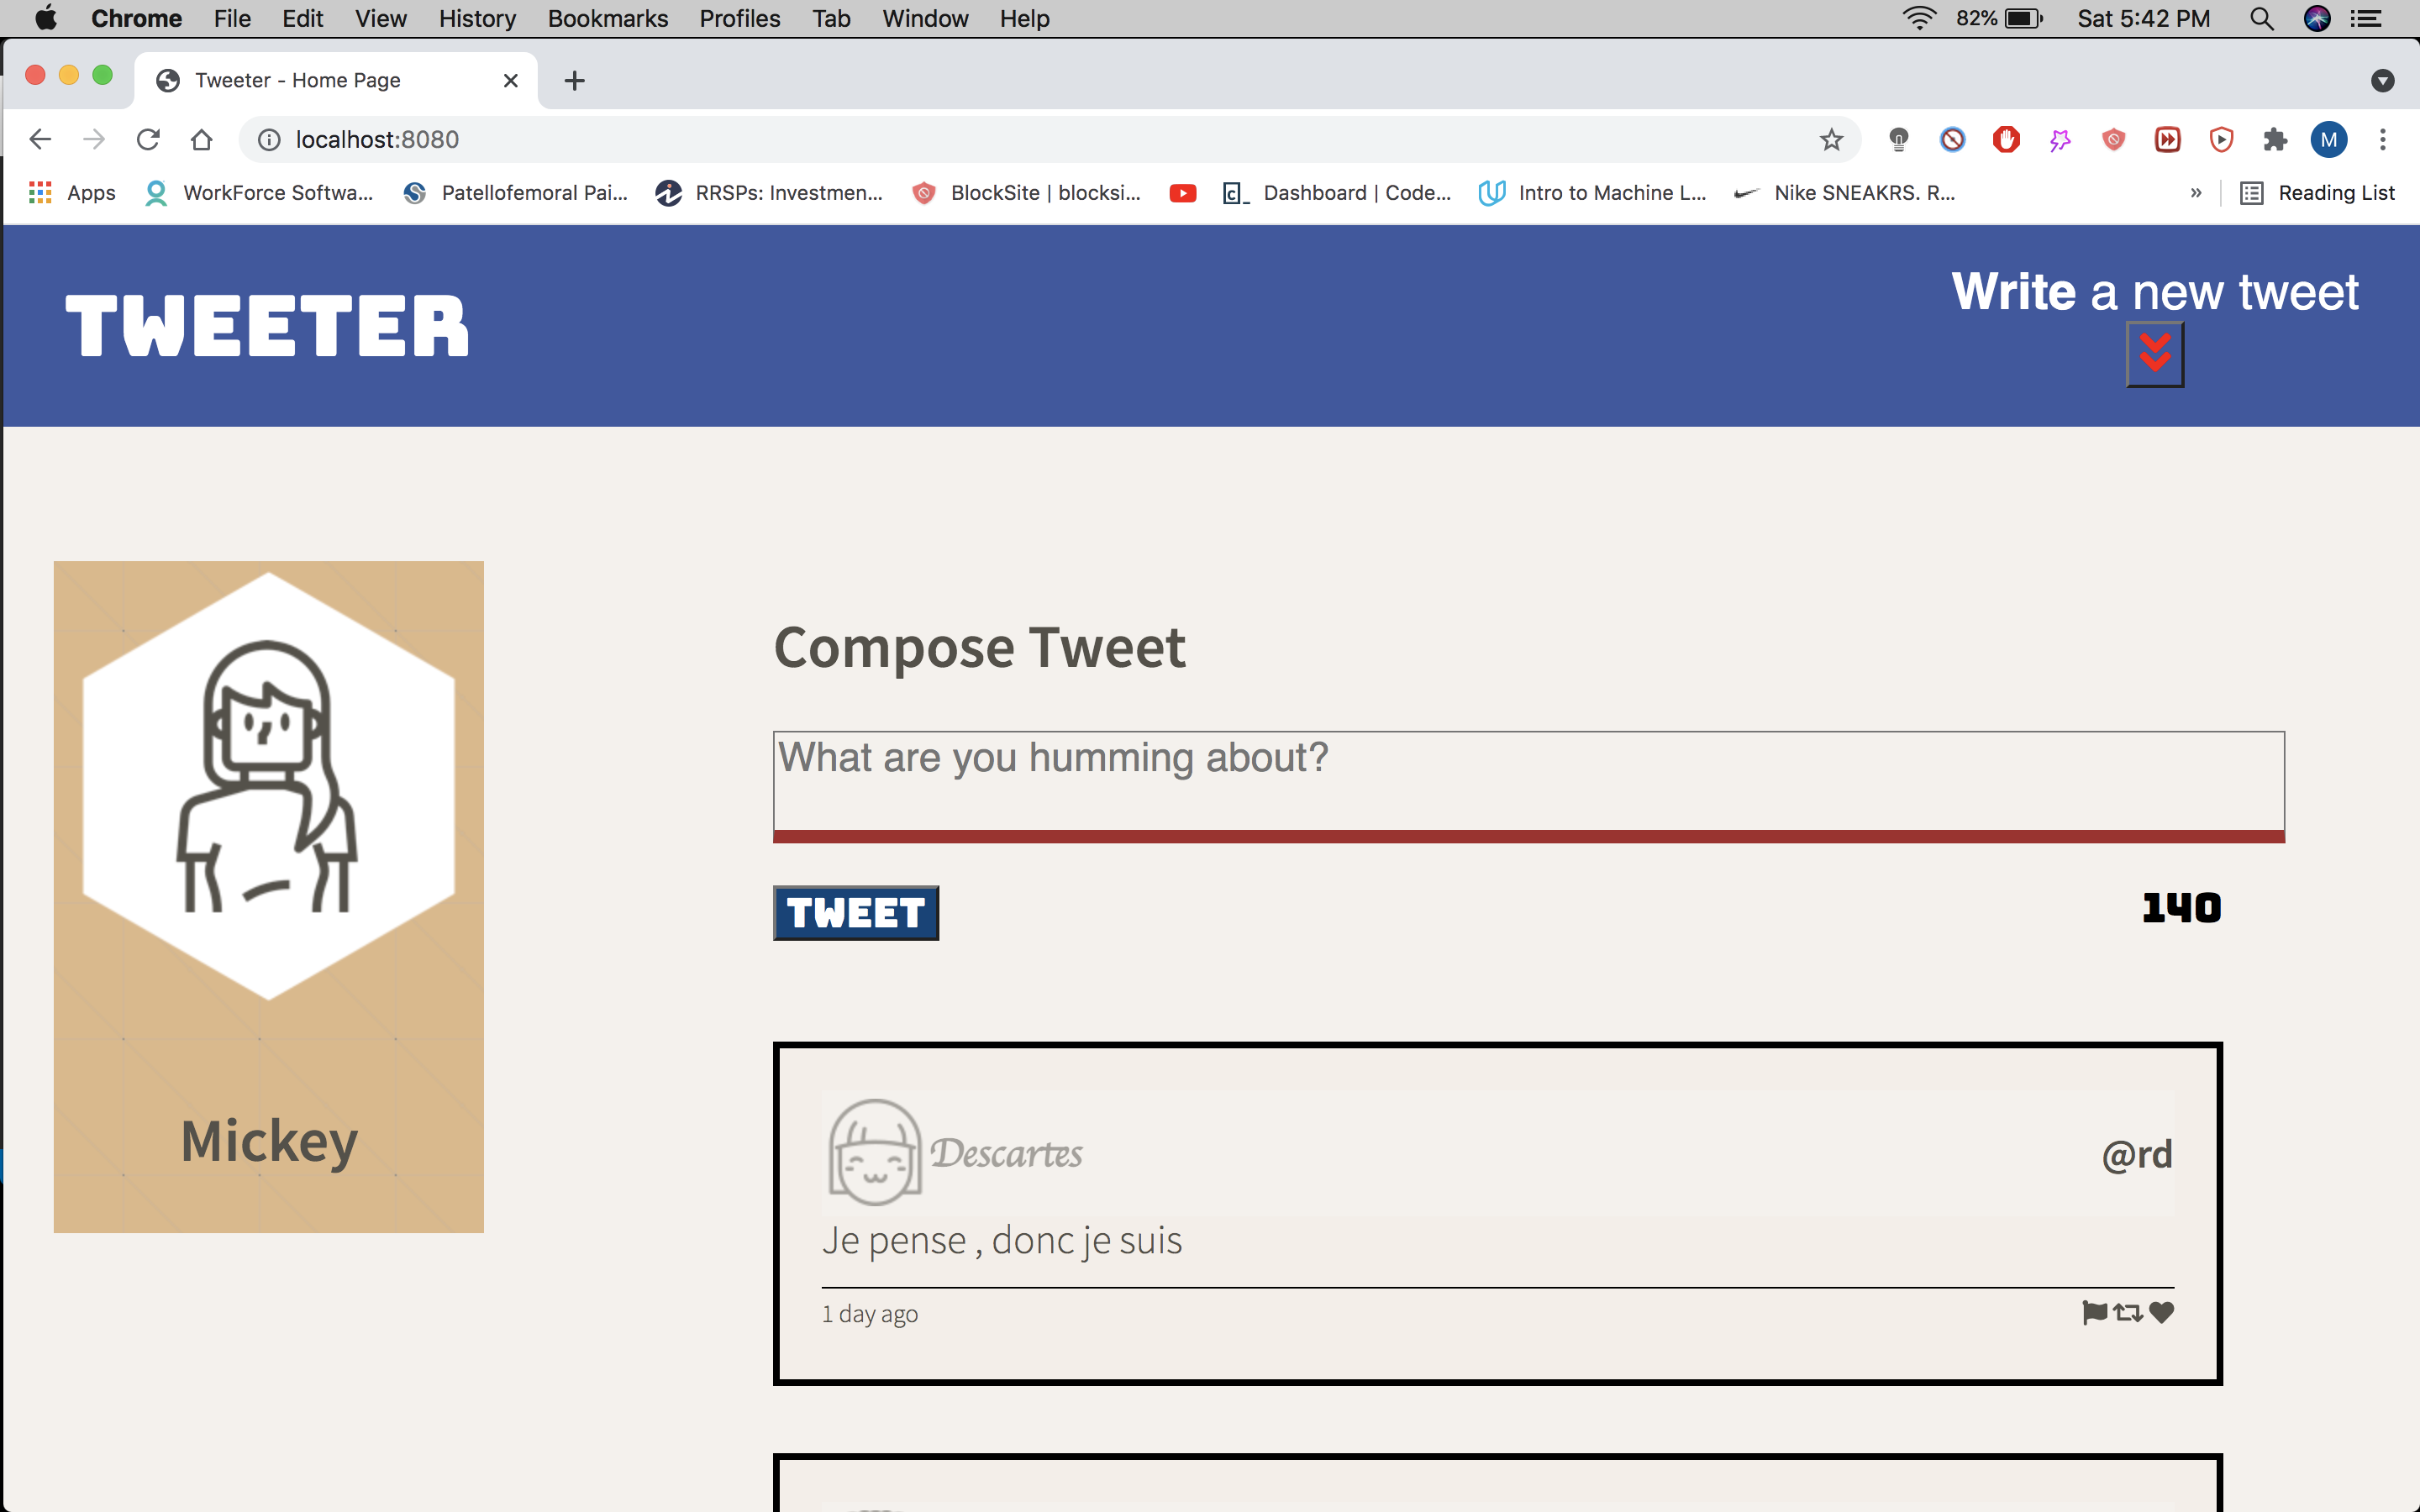 Chrome File Edit View History Bookmarks Profiles Tab Window Help 82% Sat 5:42 PM
Tweeter - Home Page
localhost:8080
M
Apps WorkForce Softwa... Patellofemoral Pai... RRSPs: Investmen... BlockSite | blocksi... Dashboard | Code... Intro to Machine L... Nike SNEAKRS. R... » Reading List
TWEETER
Write a new tweet
Compose Tweet
What are you humming about?
TWEET
140
Mickey
Descartes
@rd
Je pense , donc je suis
1 day ago